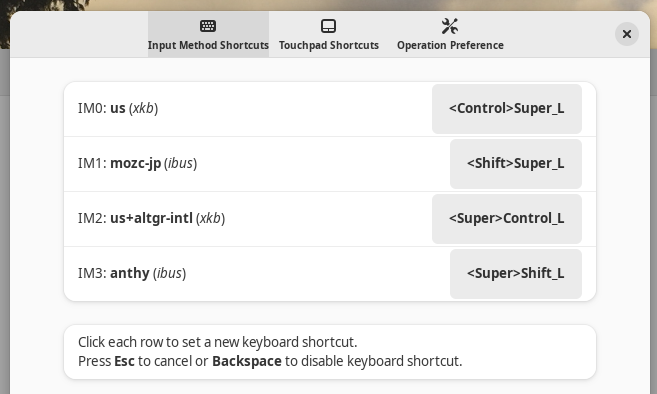 Input Method Shortcuts Touchpad Shortcuts Operation Preference
IM0: us (xkb) <Control>Super_L
IM1: mozc-jp (ibus) <Shift>Super_L
IM2: us+altgr-intl (xkb) <Super>Control_L
IM3: anthy (ibus) <Super>Shift_L
Click each row to set a new keyboard shortcut.
Press Esc to cancel or Backspace to disable keyboard shortcut.